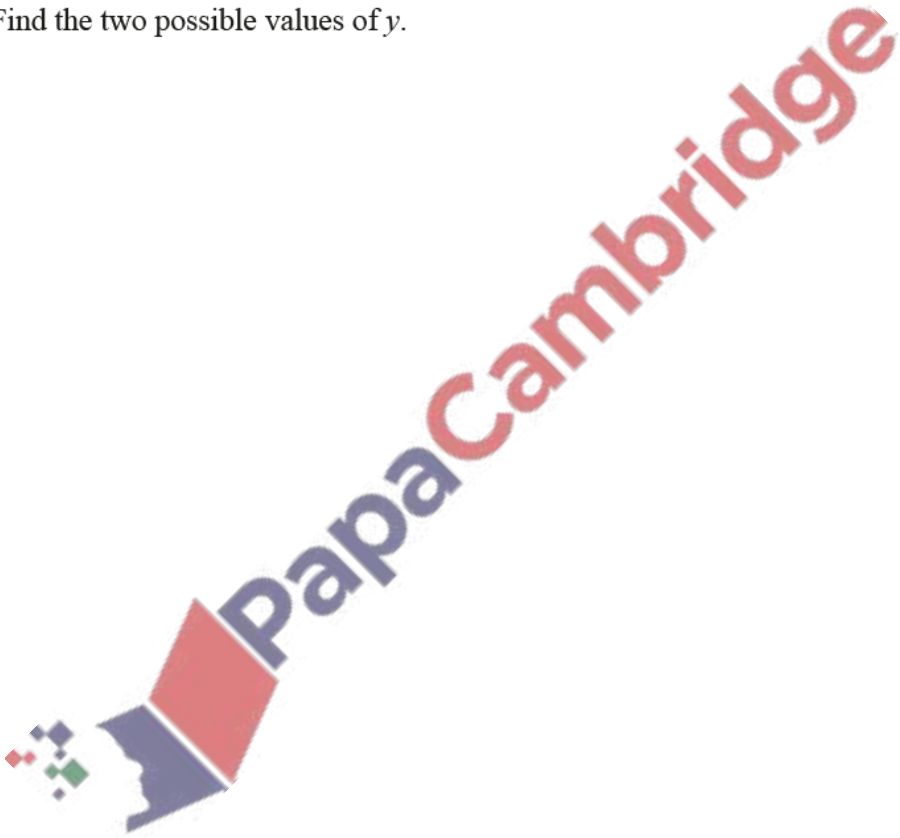 Find the two possible values of y.
PapaCambridge